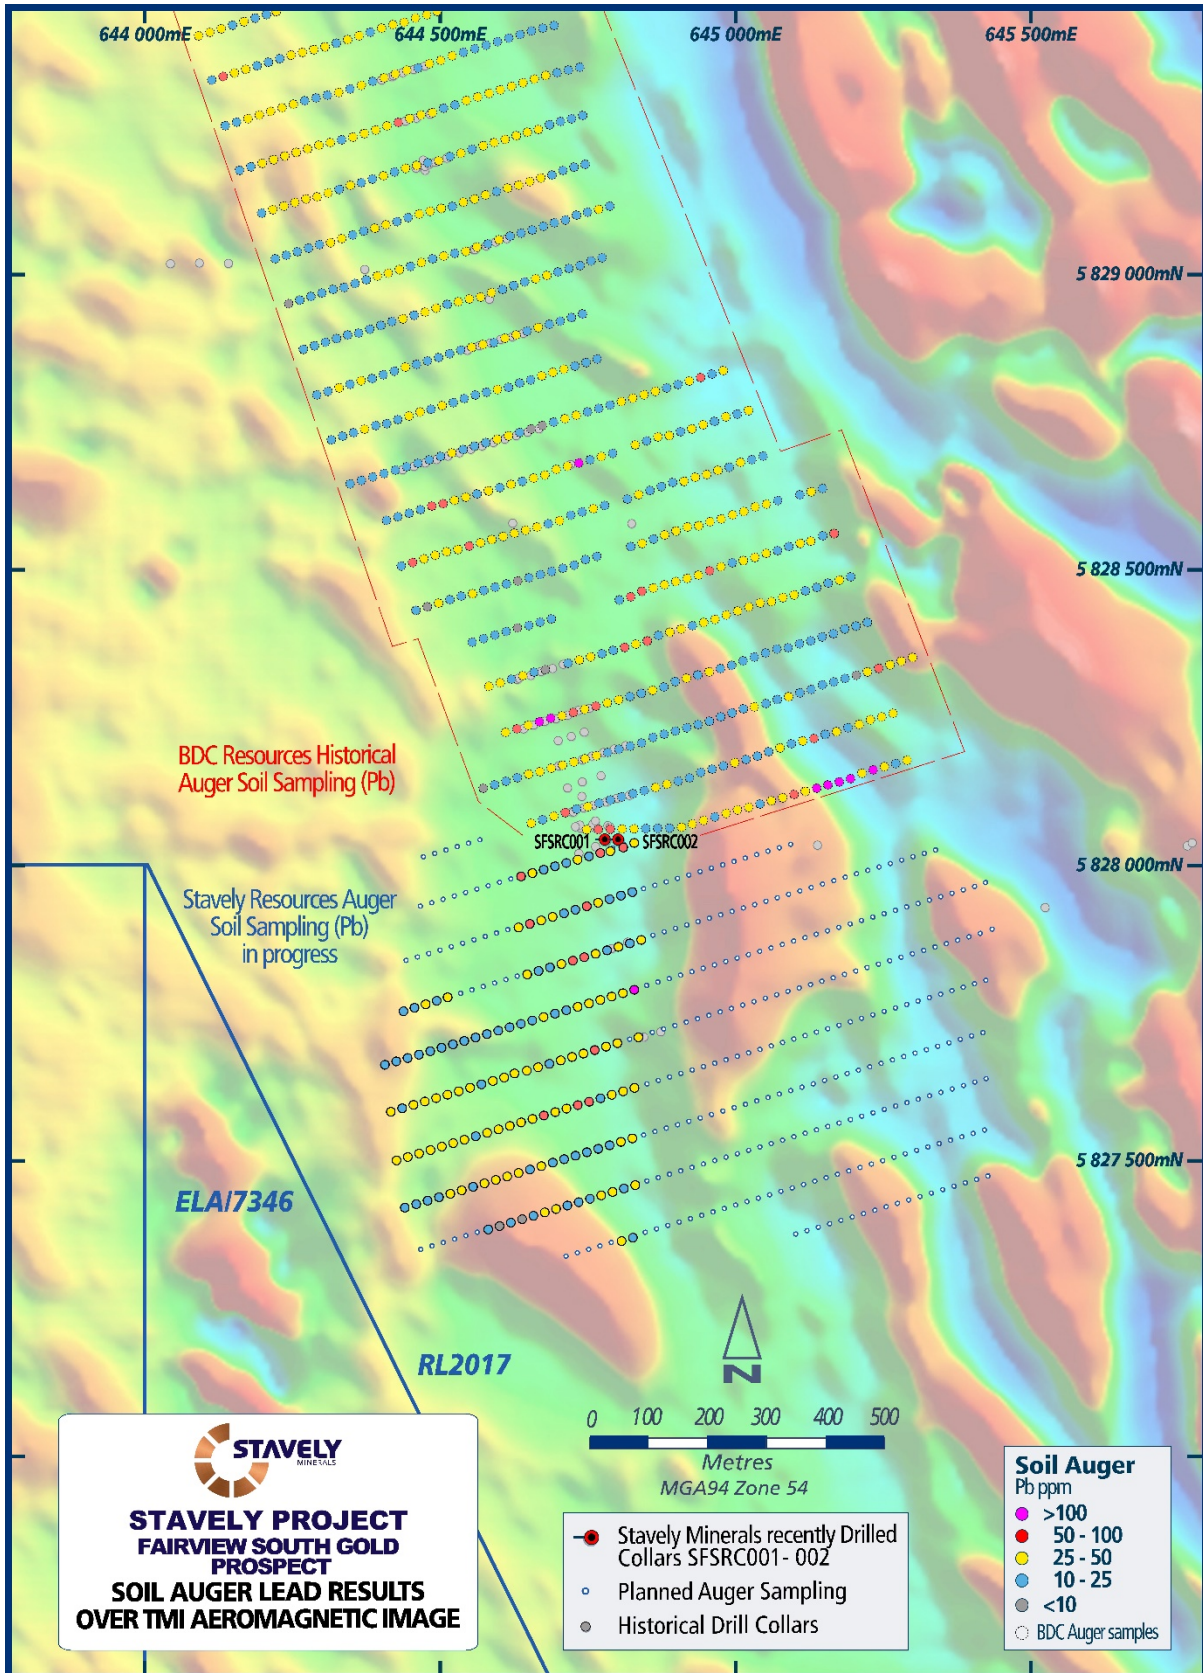 644 000mE
644 500mE
645 000mE
645 500mE
5 829 000mN
5 828 500mN
BDC Resources Historical
Auger Soil Sampling (Pb)
SFSRC001
SFSRC002
5 828 000mN
Stavely Resources Auger
Soil Sampling (Pb)
in progress
5 827 500mN
ELA/7346
RL2017
N
0 100 200 300 400 500
Metres
MGA94 Zone 54
STAVELY
MINERALS
STAVELY PROJECT
FAIRVIEW SOUTH GOLD
PROSPECT
SOIL AUGER LEAD RESULTS
OVER TMI AEROMAGNETIC IMAGE
Stavely Minerals recently Drilled
Collars SFSRC001- 002
Planned Auger Sampling
Historical Drill Collars
Soil Auger
Pb ppm
>100
50 - 100
25 - 50
10 - 25
<10
BDC Auger samples